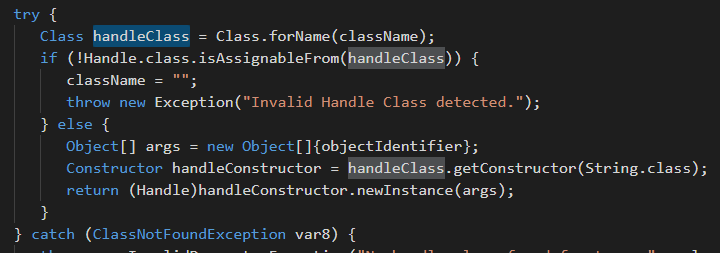 try {
Class handleClass = Class.forName(className);
if (!Handle.class.isAssignableFrom(handleClass)) {
className = "";
throw new Exception("Invalid Handle Class detected.");
} else {
Object[] args = new Object[]{objectIdentifier};
Constructor handleConstructor = handleClass.getConstructor(String.class);
return (Handle)handleConstructor.newInstance(args);
}
} catch (ClassNotFoundException var8) {